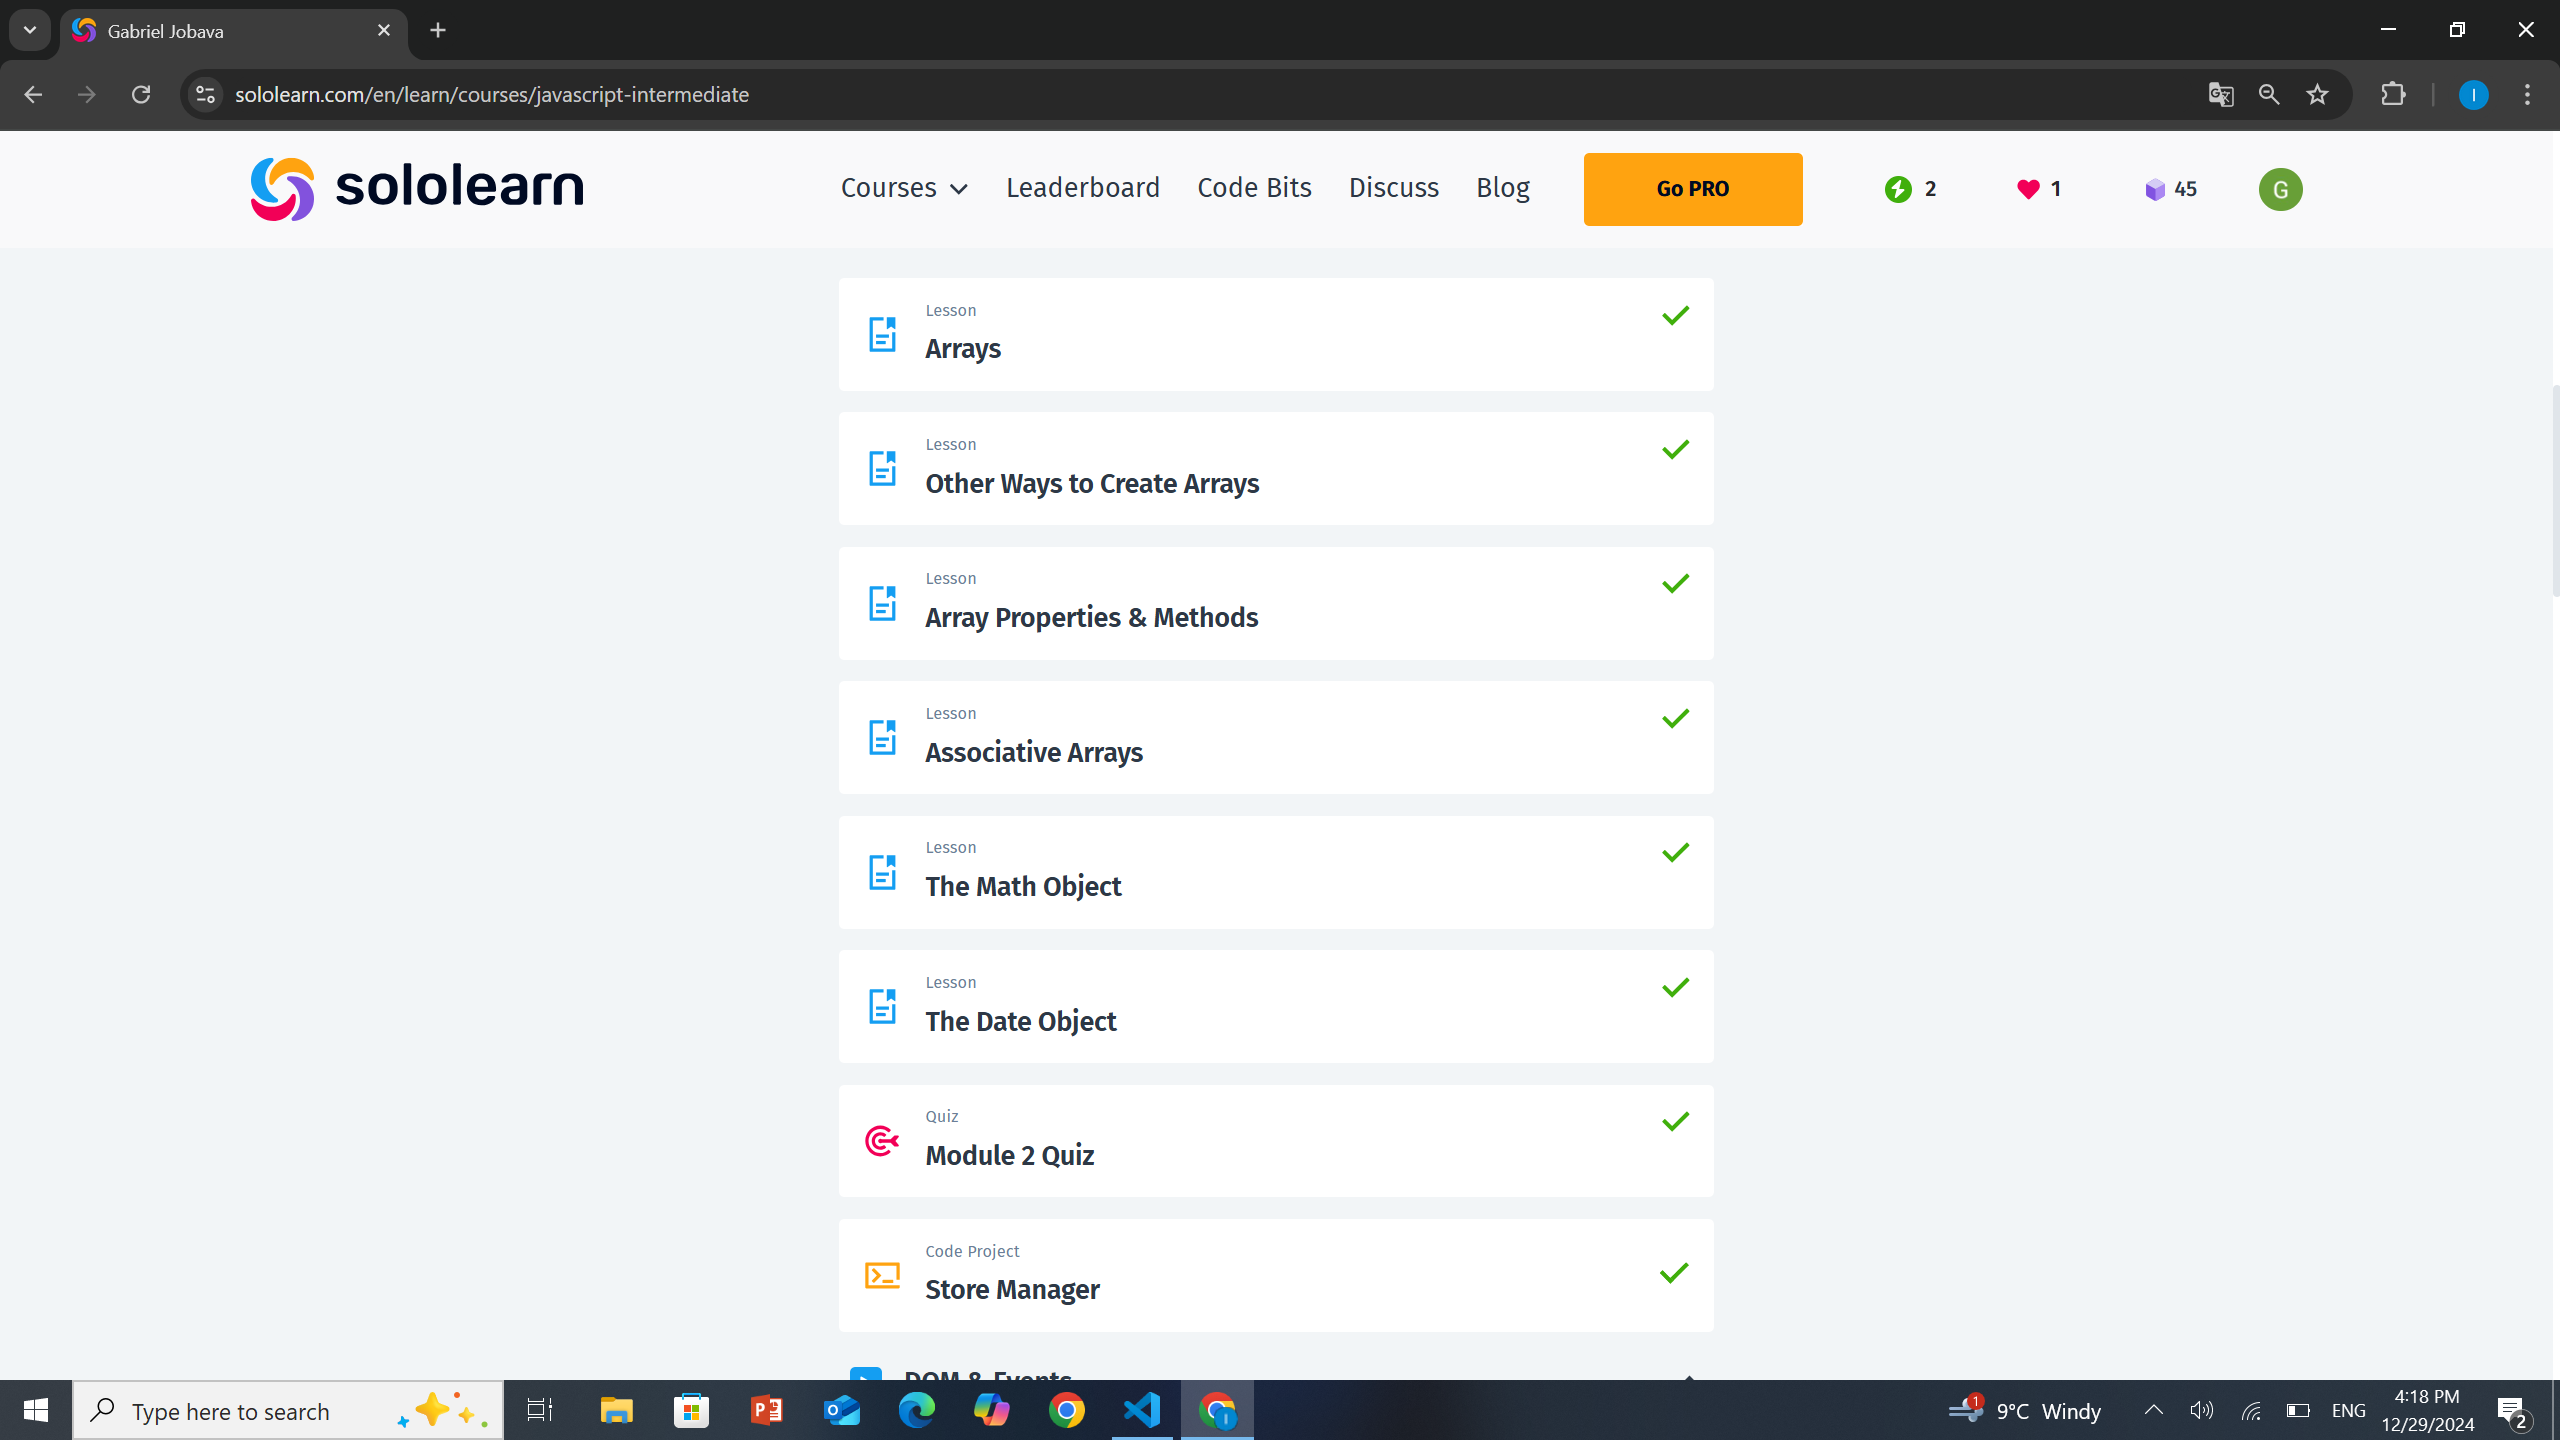 Gabriel Jobava
sololearn.com/en/learn/courses/javascript-intermediate
I
sololearn
Courses Leaderboard Code Bits Discuss Blog Go PRO 2 1 45 G
Lesson
Arrays
Lesson
Other Ways to Create Arrays
Lesson
Array Properties & Methods
Lesson
Associative Arrays
Lesson
The Math Object
Lesson
The Date Object
Quiz
Module 2 Quiz
Code Project
Store Manager
DOM & Events
Type here to search
1 9°C Windy ENG
4:18 PM
12/29/2024
2